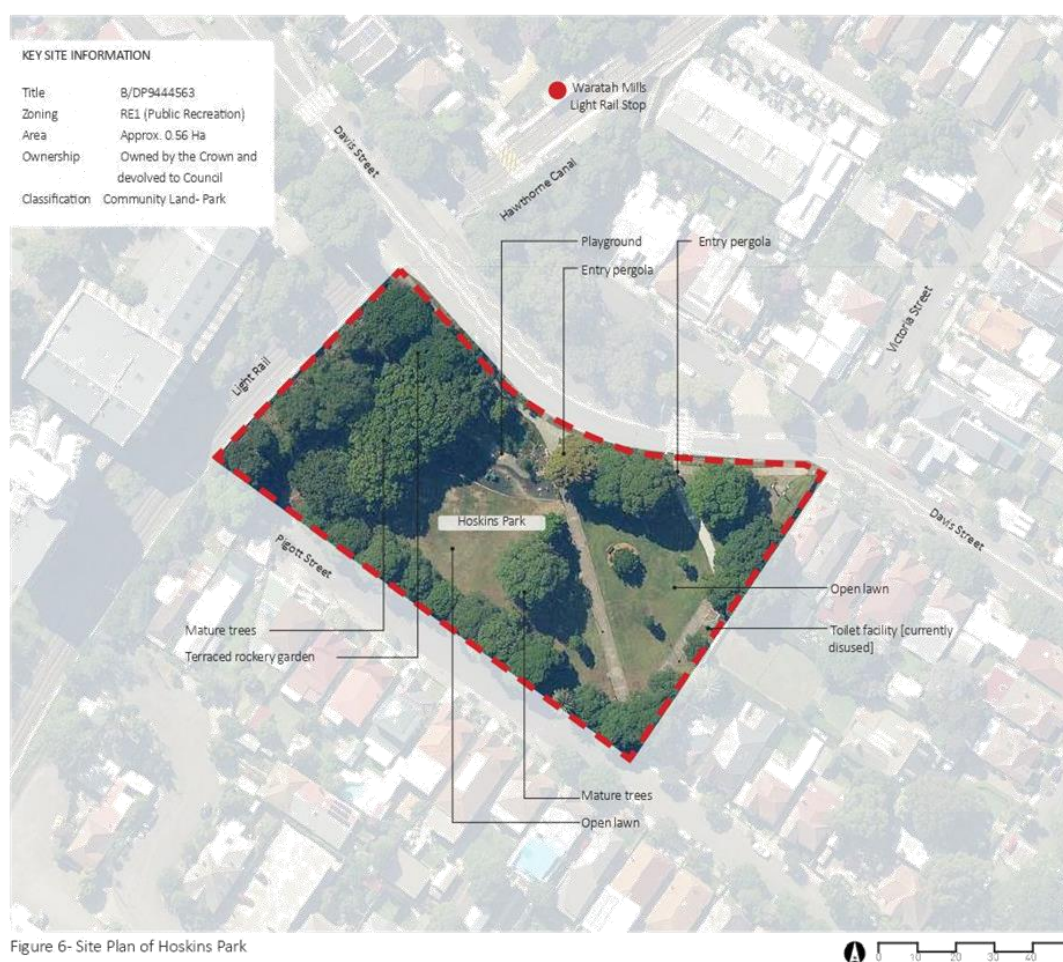 KEY SITE INFORMATION
Title B/DP9444563
Zoning RE1 (Public Recreation)
Area Approx. 0.56 Ha
Ownership Owned by the Crown and
devolved to Council
Classification Community Land- Park
Waratah Mills
Light Rail Stop
Davis Street
Hawthorne Canal
Playground
Entry pergola
Entry pergola
Victoria Street
Light Rail
Hoskins Park
Pigott Street
Davis Street
Open lawn
Mature trees
Toilet facility [currently
disused]
Terraced rockery garden
Mature trees
Open lawn
Figure 6- Site Plan of Hoskins Park
0 10 20 30 40